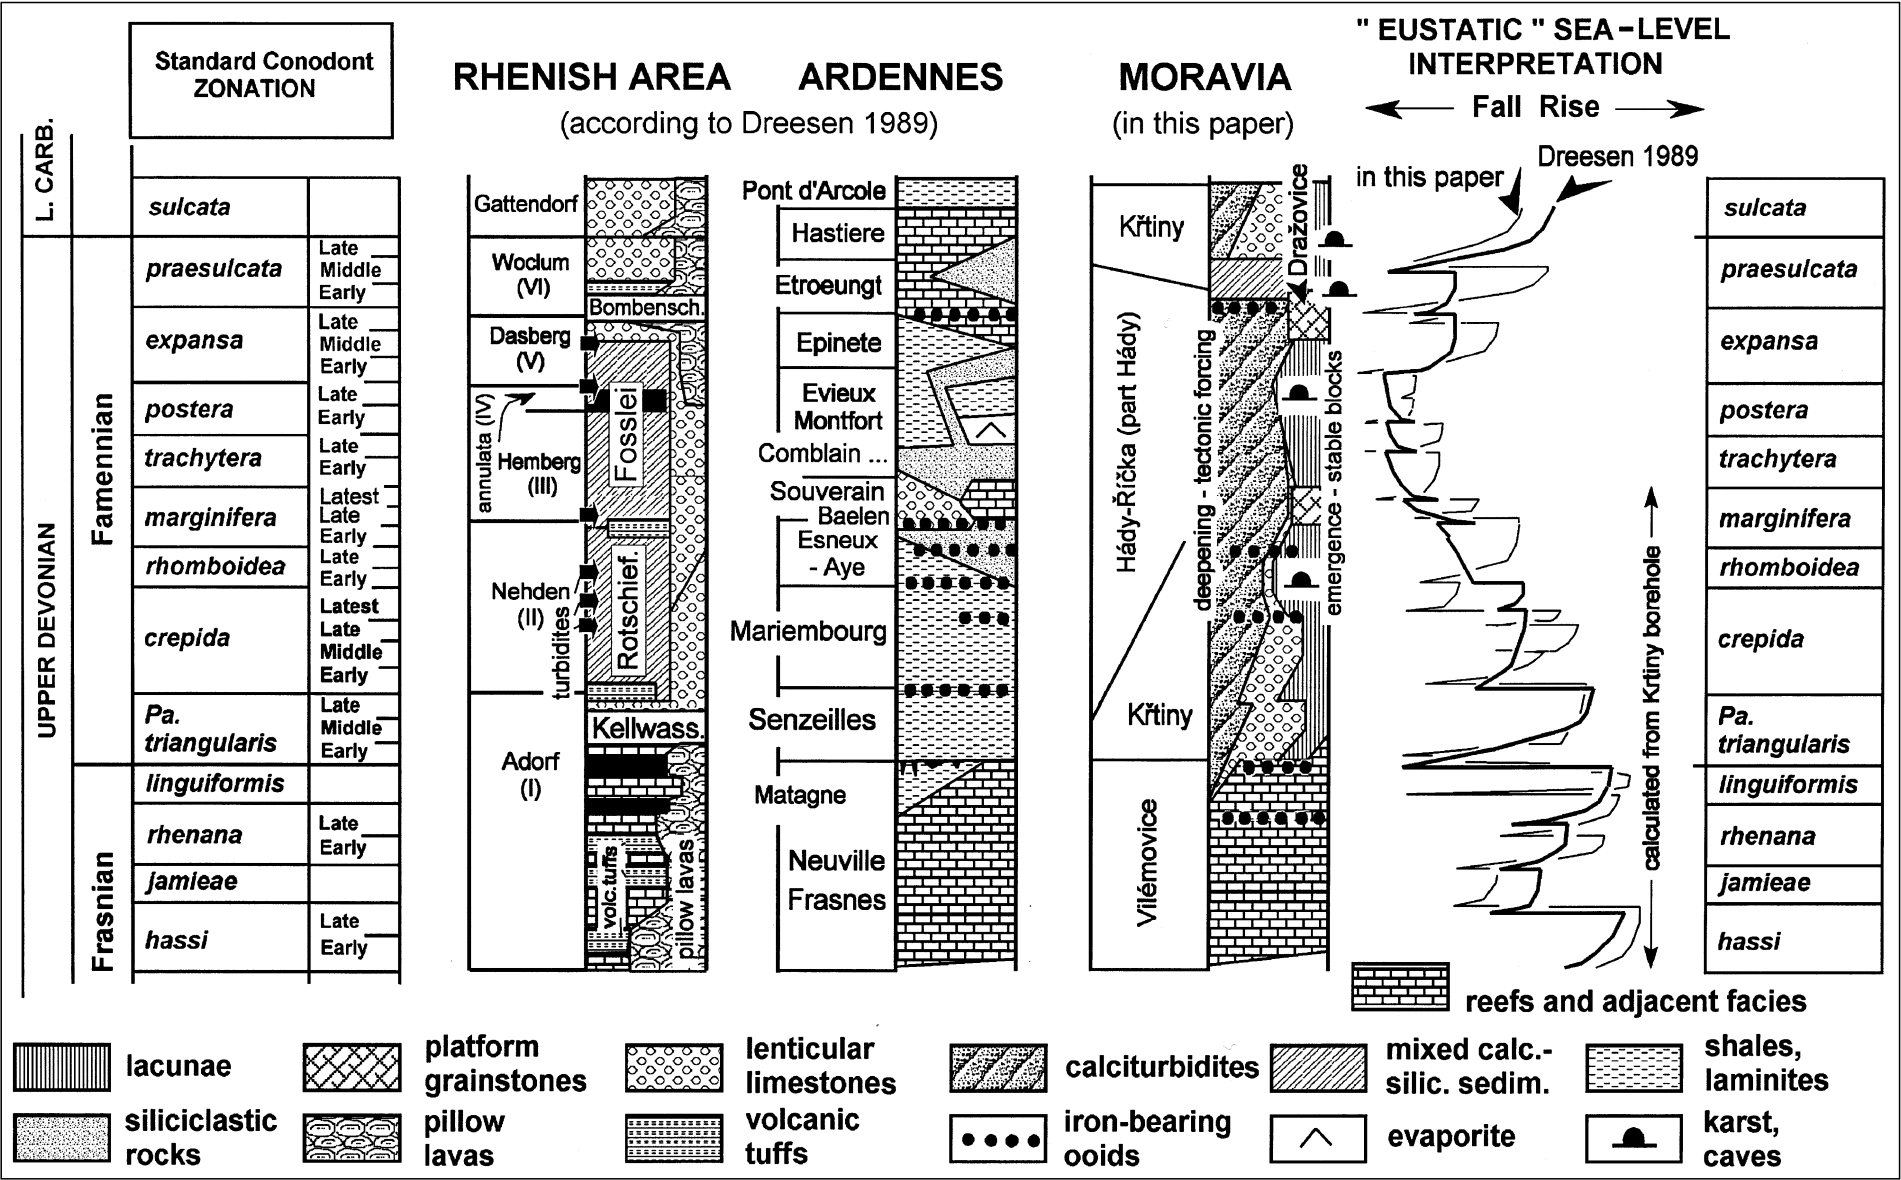 " EUSTATIC " SEA-LEVEL
INTERPRETATION
Fall Rise
Standard Conodont
ZONATION
RHENISH AREA
ARDENNES
MORAVIA
(according to Dreesen 1989)
(in this paper)
in this paper
Dreesen 1989
L. CARB.
UPPER DEVONIAN
Famennian
Frasnian
sulcata
praesulcata
Late
Middle
Early
expansa
Late
Middle
Early
postera
Late
Early
trachytera
Late
Early
marginifera
Latest
Late
Early
rhomboidea
Late
Early
crepida
Latest
Late
Middle
Early
Pa.
triangularis
Late
Middle
Early
linguiformis
rhenana
Late
Early
jamieae
hassi
Late
Early
Gattendorf
Woclum
(VI)
Bombensch.
Dasberg
(V)
annulata (IV)
Hemberg
(III)
Fosslei
Nehden
(II)
turbidites
Rotschief.
Kellwass.
Adorf
(I)
volc.tuffs
pillow lavas
Pont d'Arcole
Hastiere
Etroeungt
Epinete
Evieux
Montfort
Comblain ...
Souverain
Baelen
Esneux
- Aye
Mariembourg
Senzeilles
Matagne
Neuville
Frasnes
Křtiny
Hády-Říčka (part Hády)
Křtiny
Vilémovice
deepening - tectonic forcing
Dražovice
emergence - stable blocks
calculated from Krtiny borehole
sulcata
praesulcata
expansa
postera
trachytera
marginifera
rhomboidea
crepida
Pa.
triangularis
linguiformis
rhenana
jamieae
hassi
reefs and adjacent facies
lacunae
platform
grainstones
lenticular
limestones
calciturbidites
mixed calc.-
silic. sedim.
shales,
laminites
siliciclastic
rocks
pillow
lavas
volcanic
tuffs
iron-bearing
ooids
evaporite
karst,
caves